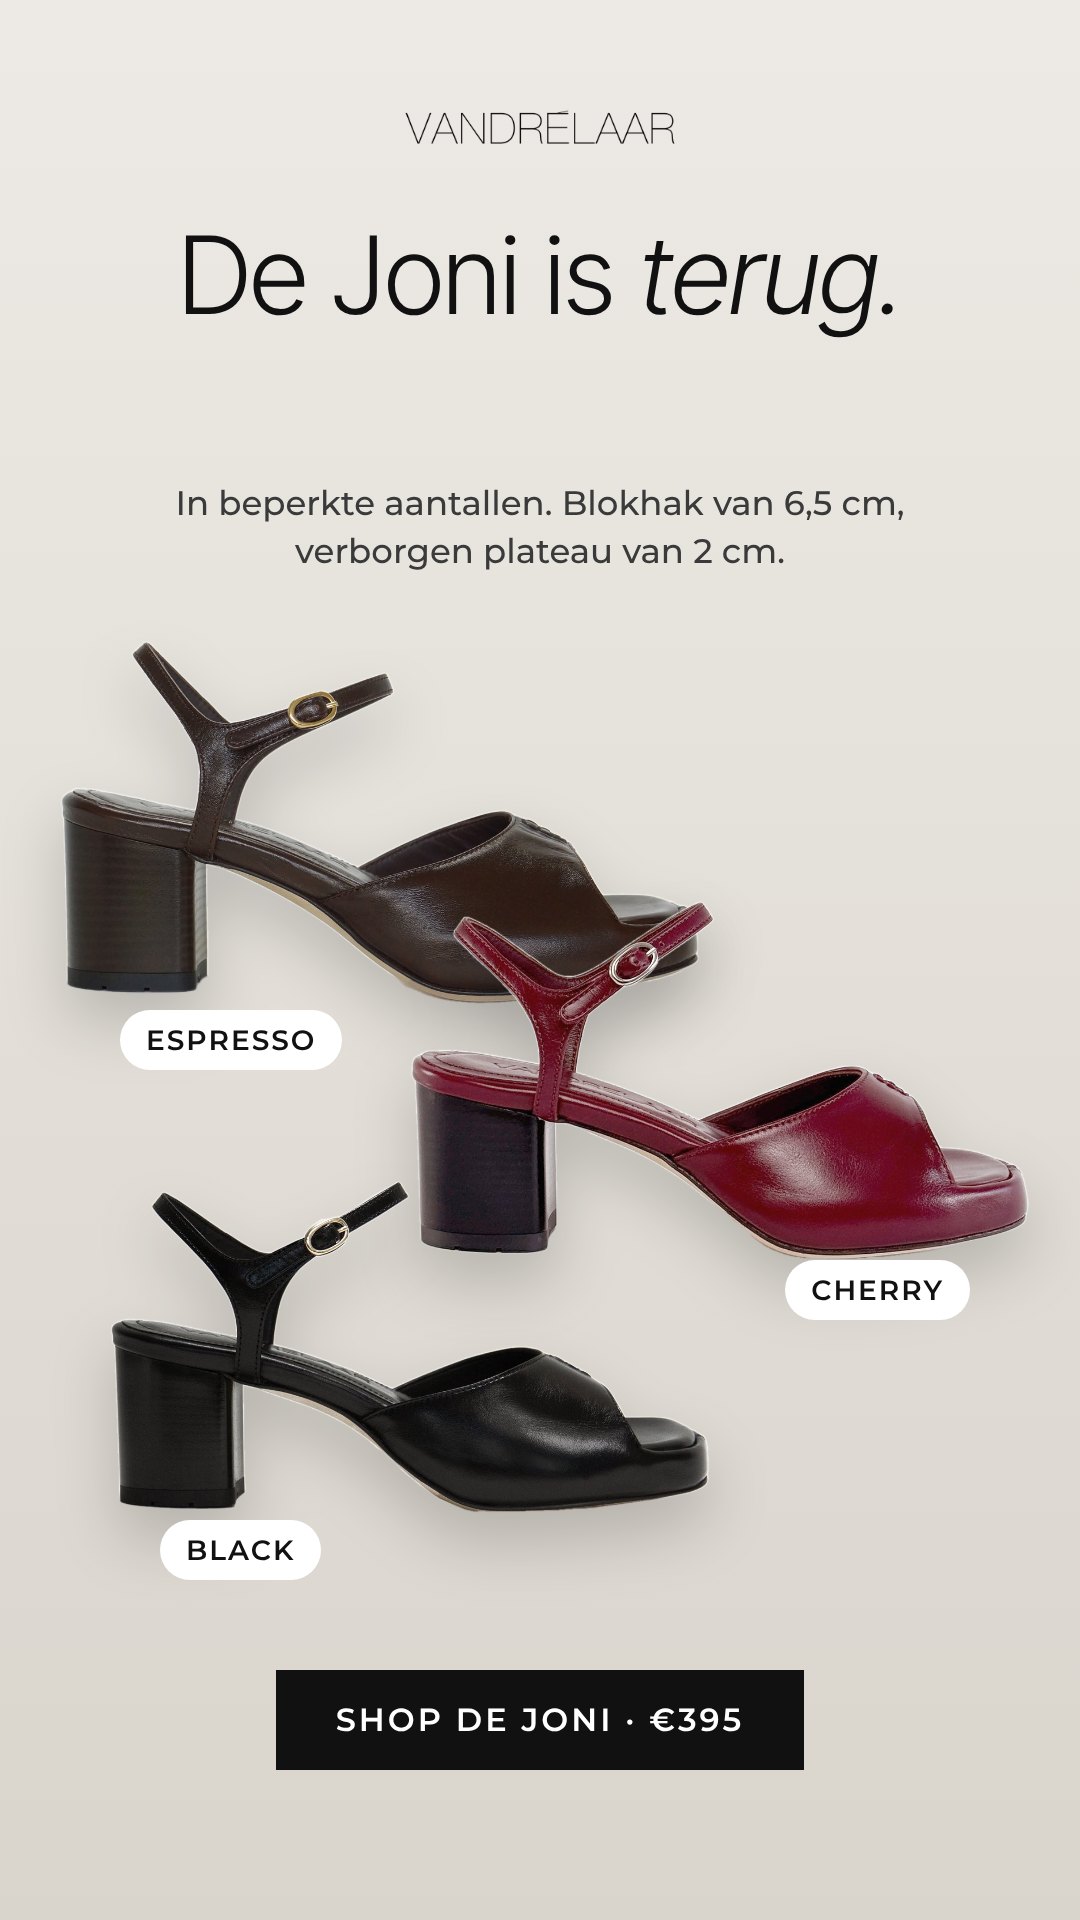 VANDRÉLAAR
De Joni is terug.
In beperkte aantallen. Blokhak van 6,5 cm,
verborgen plateau van 2 cm.
ESPRESSO
CHERRY
BLACK
SHOP DE JONI · €395